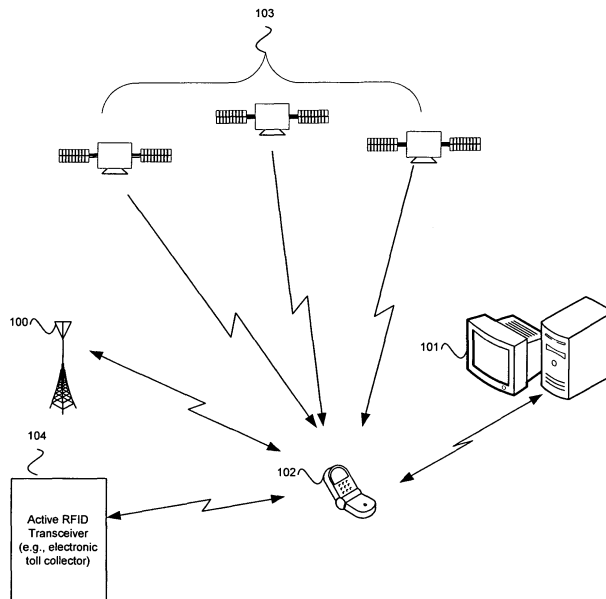 103
100
101
104
102
Active RFID
Transceiver
(e.g., electronic
toll collector)